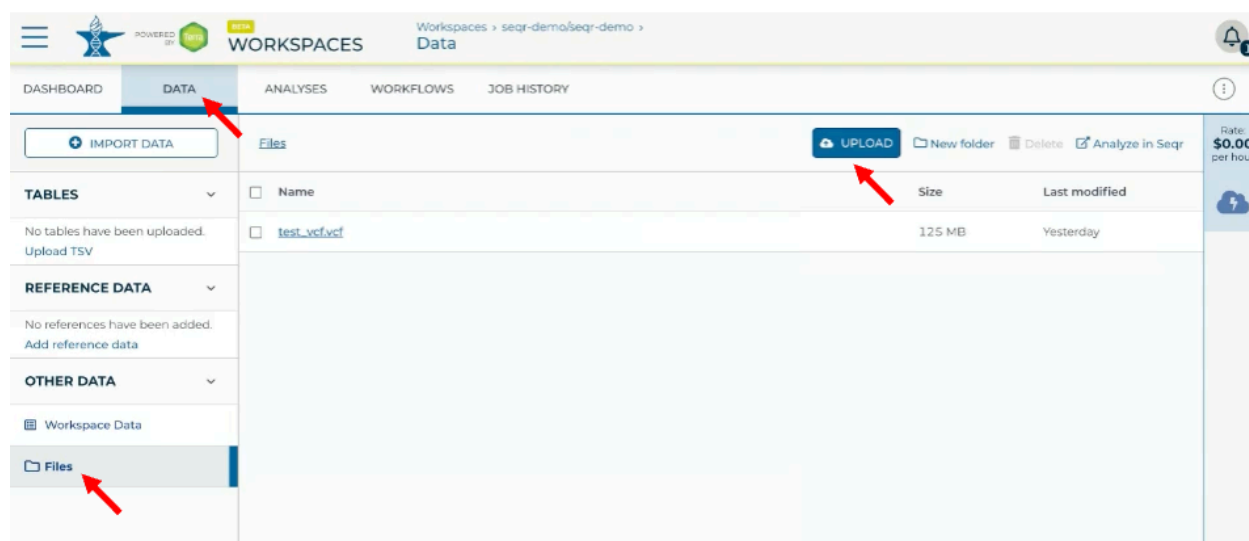 POWERED BY Terra
BETA
WORKSPACES
Workspaces › seqr-demo/seqr-demo ›
Data
DASHBOARD
DATA
ANALYSES
WORKFLOWS
JOB HISTORY
IMPORT DATA
Files
UPLOAD
New folder
Delete
Analyze in Seqr
Rate:
$0.00
per hou
TABLES
Name
Size
Last modified
No tables have been uploaded.
Upload TSV
test_vcf.vcf
125 MB
Yesterday
REFERENCE DATA
No references have been added.
Add reference data
OTHER DATA
Workspace Data
Files